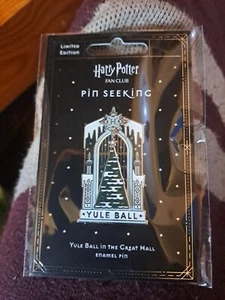 Limited
Edition
Harry Potter
FAN CLUB
PIN SEEKING
YULE BALL
YULE BALL IN THE GREAT HALL
ENAMEL PIN